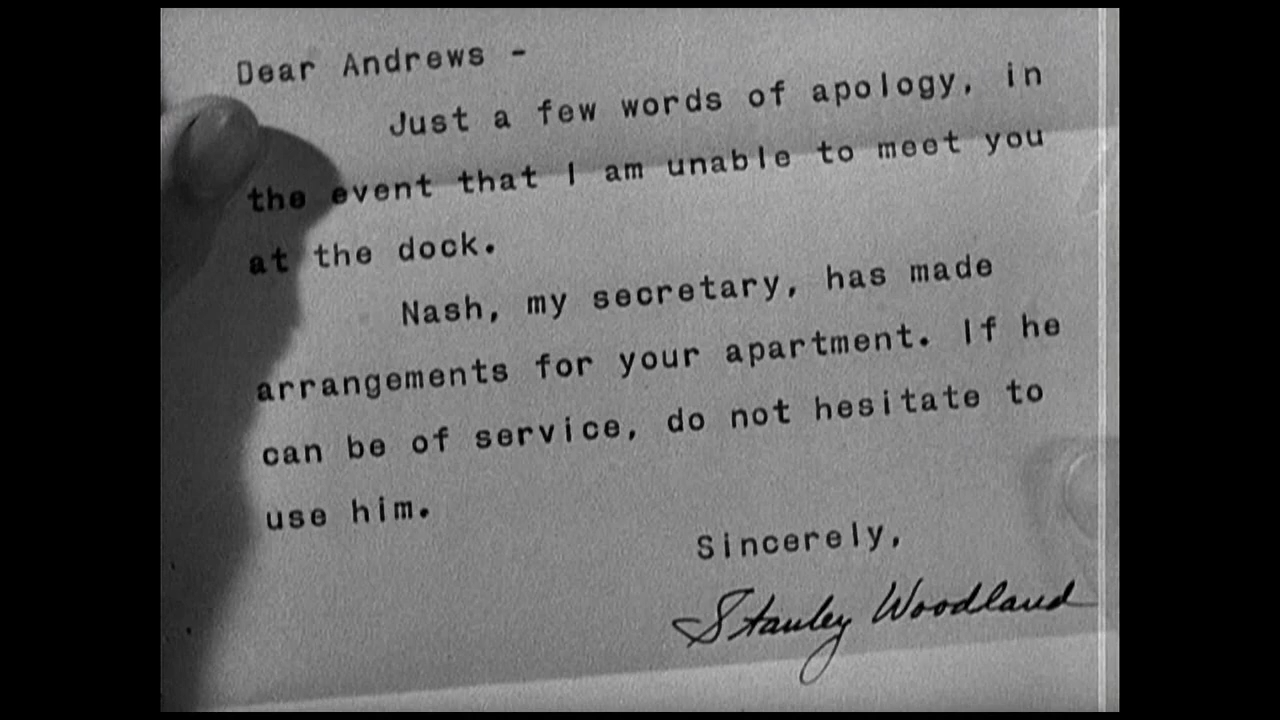 Dear Andrews -
Just a few words of apology, in
the event that I am unable to meet you
at the dock.
Nash, my secretary, has made
arrangements for your apartment. If he
can be of service, do not hesitate to
use him.
Sincerely,
Stanley Woodland